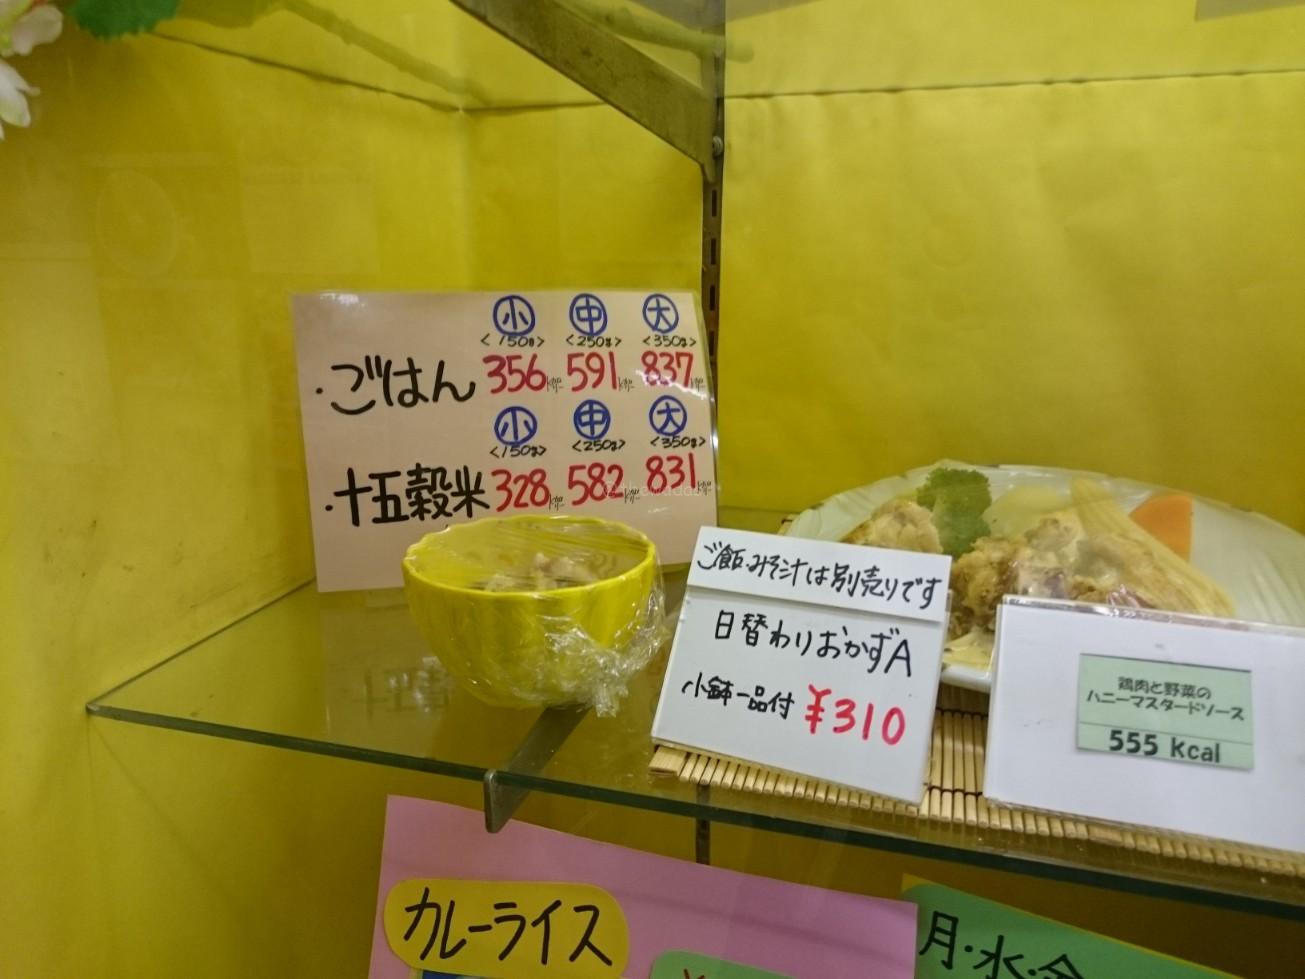 小 中 大
<150g> <250g> <350g>
・ごはん 356 591 837
小 中 大
<150g> <250g> <350g>
・十五穀米 328 582 831
ご飯・みそ汁は別売りです
日替わりおかずA
小鉢一品付 ¥310
鶏肉と野菜の
ハニーマスタードソース
555 kcal
カレーライス
月・水・金